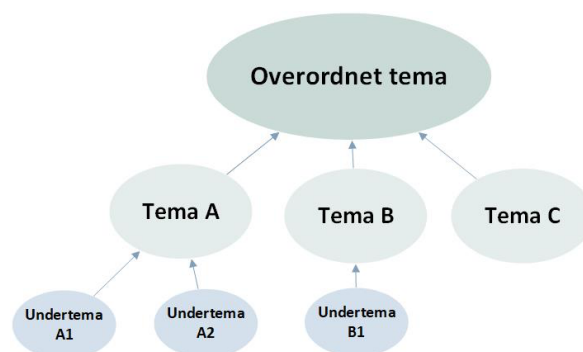 Overordnet tema
Tema A
Tema B
Tema C
Undertema
A1
Undertema
A2
Undertema
B1